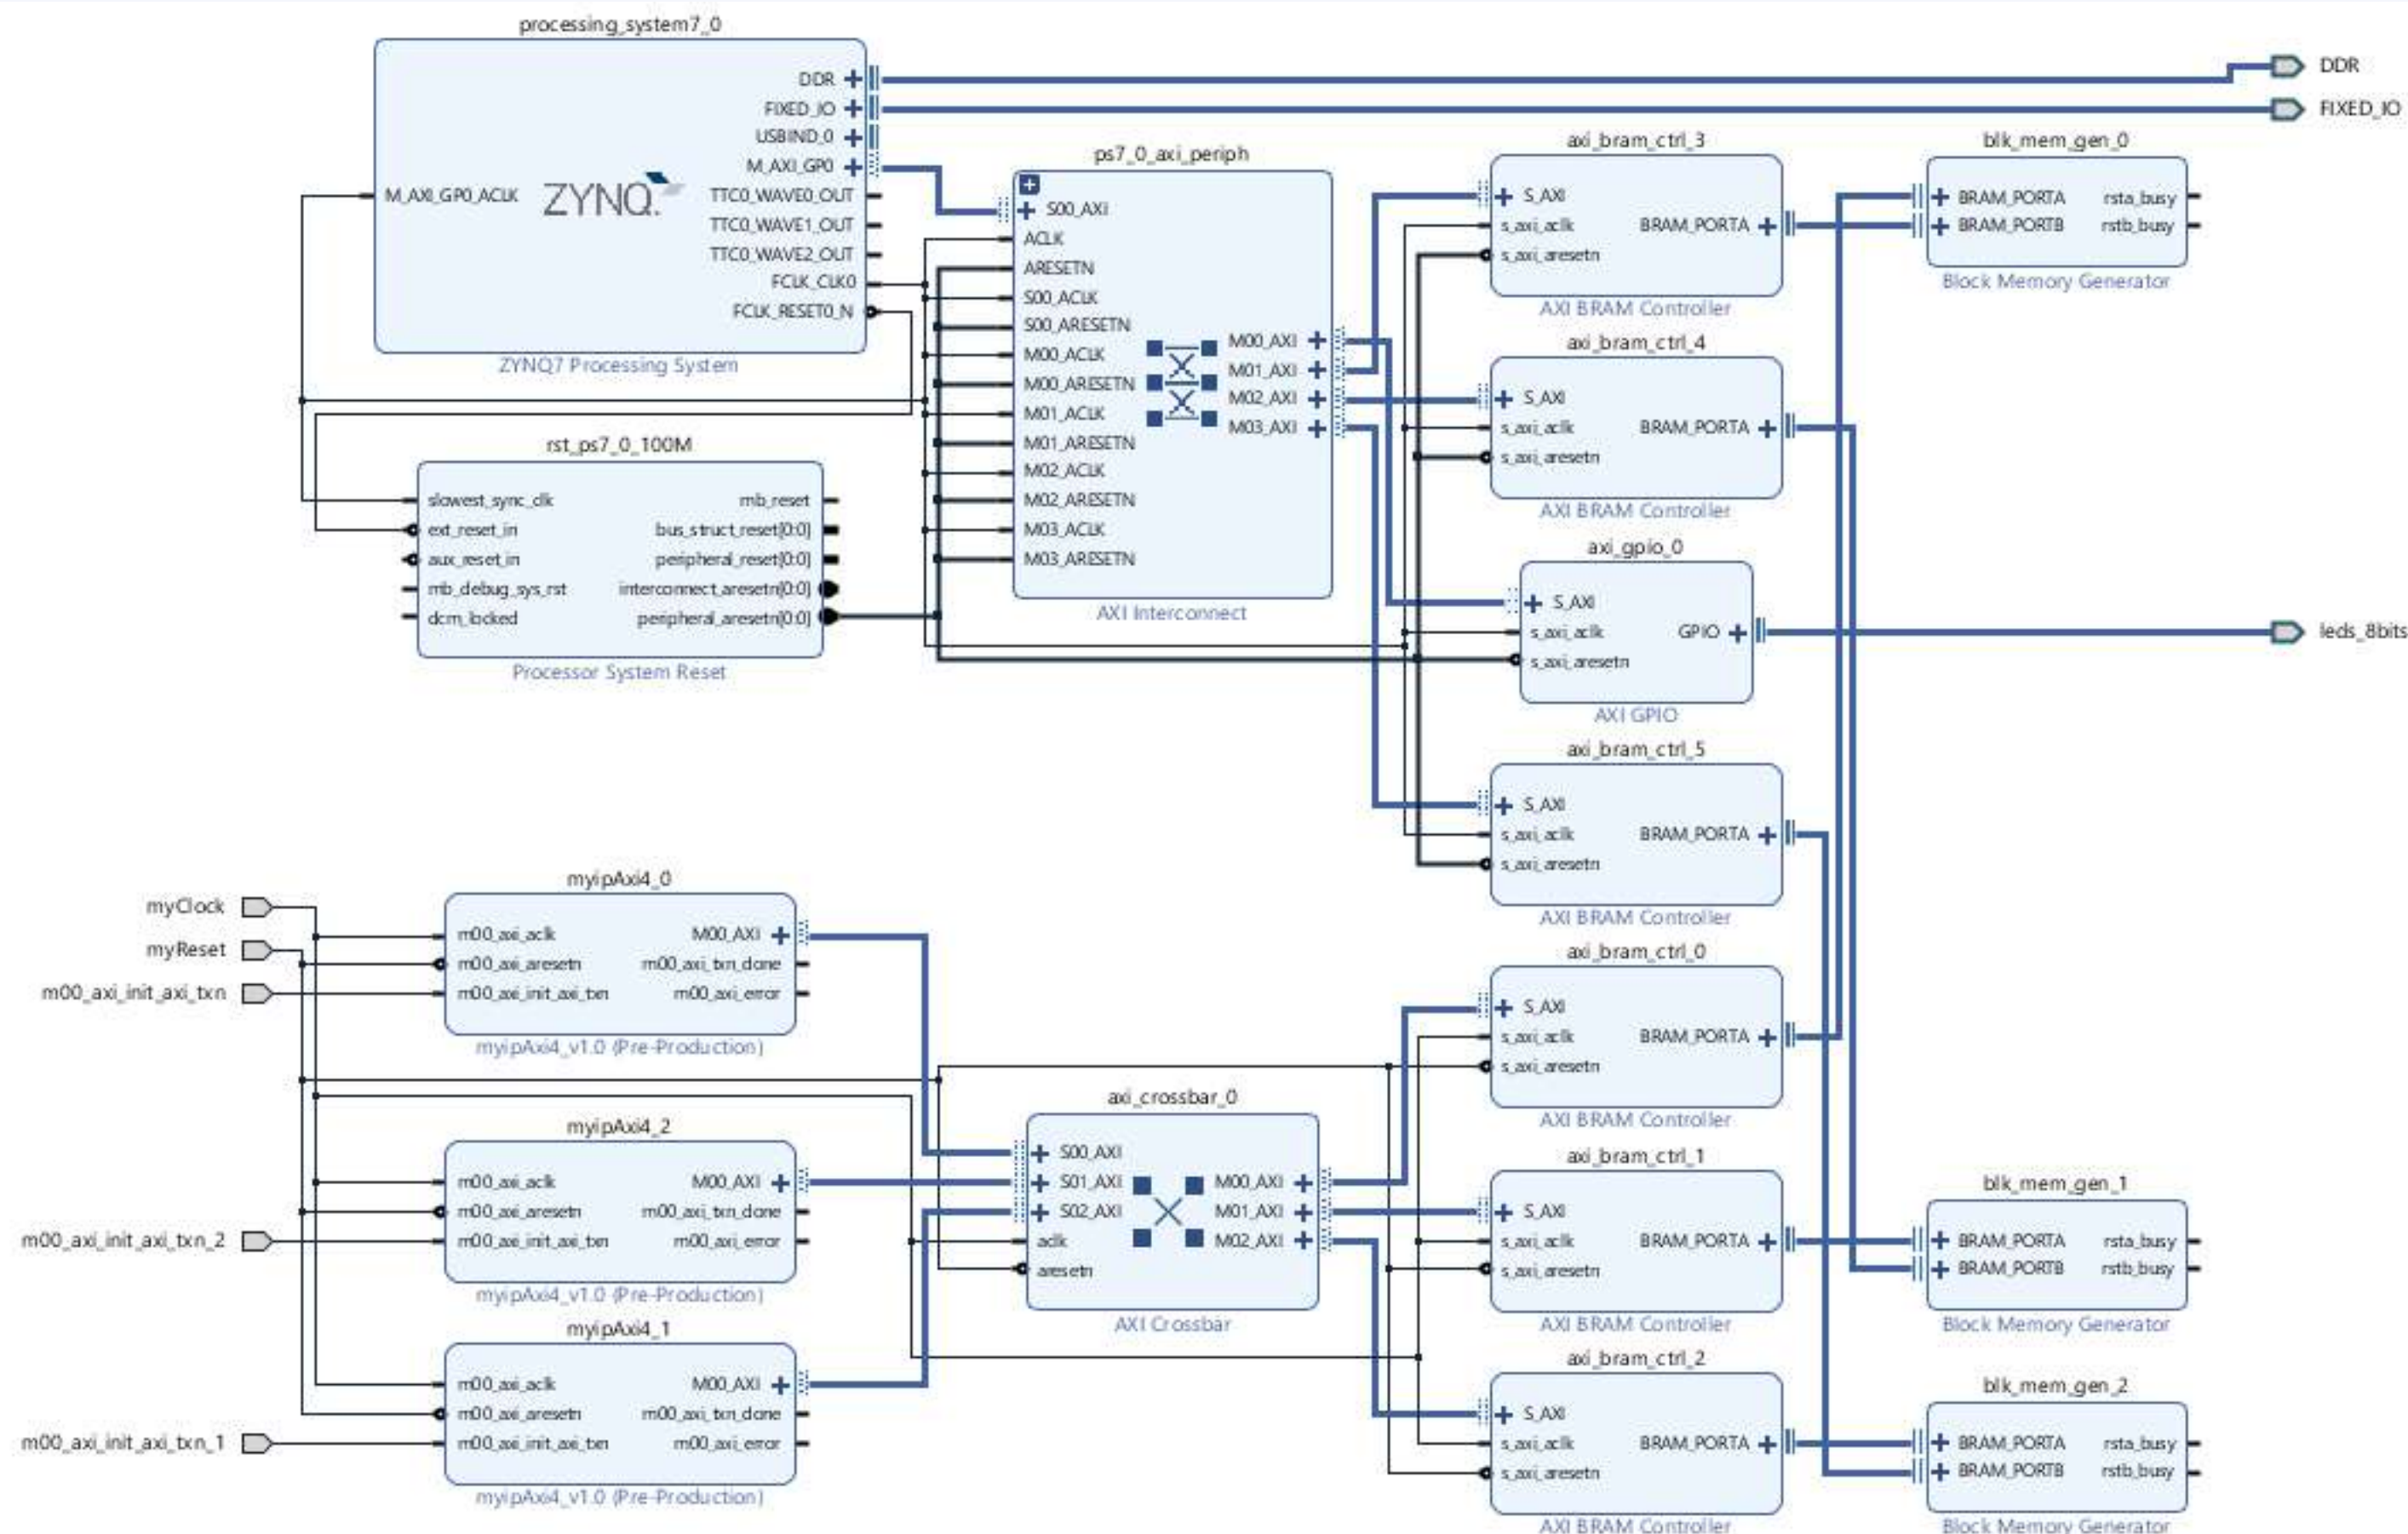 processing_system7_0
DDR
FIXED_IO
USBIND_0
M_AXI_GP0
M_AXI_GP0_ACLK
ZYNQ.
TTC0_WAVE0_OUT
TTC0_WAVE1_OUT
TTC0_WAVE2_OUT
FCLK_CLK0
FCLK_RESET0_N
ZYNQ7 Processing System
DDR
FIXED_IO
leds_8bits
rst_ps7_0_100M
slowest_sync_clk
ext_reset_in
aux_reset_in
mb_debug_sys_rst
dcm_locked
mb_reset
bus_struct_reset[0:0]
peripheral_reset[0:0]
interconnect_aresetn[0:0]
peripheral_aresetn[0:0]
Processor System Reset
ps7_0_axi_periph
S00_AXI
ACLK
ARESETN
S00_ACLK
S00_ARESETN
M00_ACLK
M00_ARESETN
M01_ACLK
M01_ARESETN
M02_ACLK
M02_ARESETN
M03_ACLK
M03_ARESETN
M00_AXI
M01_AXI
M02_AXI
M03_AXI
AXI Interconnect
axi_bram_ctrl_3
S_AXI
s_axi_aclk
s_axi_aresetn
BRAM_PORTA
AXI BRAM Controller
blk_mem_gen_0
BRAM_PORTA
BRAM_PORTB
rsta_busy
rstb_busy
Block Memory Generator
axi_bram_ctrl_4
S_AXI
s_axi_aclk
s_axi_aresetn
BRAM_PORTA
AXI BRAM Controller
axi_gpio_0
S_AXI
s_axi_aclk
s_axi_aresetn
GPIO
AXI GPIO
axi_bram_ctrl_5
S_AXI
s_axi_aclk
s_axi_aresetn
BRAM_PORTA
AXI BRAM Controller
myClock
myReset
m00_axi_init_axi_txn
m00_axi_init_axi_txn_2
m00_axi_init_axi_txn_1
myipAxi4_0
m00_axi_aclk
m00_axi_aresetn
m00_axi_init_axi_txn
M00_AXI
m00_axi_txn_done
m00_axi_error
myipAxi4_v1.0 (Pre-Production)
myipAxi4_2
m00_axi_aclk
m00_axi_aresetn
m00_axi_init_axi_txn
M00_AXI
m00_axi_txn_done
m00_axi_error
myipAxi4_v1.0 (Pre-Production)
myipAxi4_1
m00_axi_aclk
m00_axi_aresetn
m00_axi_init_axi_txn
M00_AXI
m00_axi_txn_done
m00_axi_error
myipAxi4_v1.0 (Pre-Production)
axi_crossbar_0
S00_AXI
S01_AXI
S02_AXI
aclk
aresetn
M00_AXI
M01_AXI
M02_AXI
AXI Crossbar
axi_bram_ctrl_0
S_AXI
s_axi_aclk
s_axi_aresetn
BRAM_PORTA
AXI BRAM Controller
axi_bram_ctrl_1
S_AXI
s_axi_aclk
s_axi_aresetn
BRAM_PORTA
AXI BRAM Controller
blk_mem_gen_1
BRAM_PORTA
BRAM_PORTB
rsta_busy
rstb_busy
Block Memory Generator
axi_bram_ctrl_2
S_AXI
s_axi_aclk
s_axi_aresetn
BRAM_PORTA
AXI BRAM Controller
blk_mem_gen_2
BRAM_PORTA
BRAM_PORTB
rsta_busy
rstb_busy
Block Memory Generator